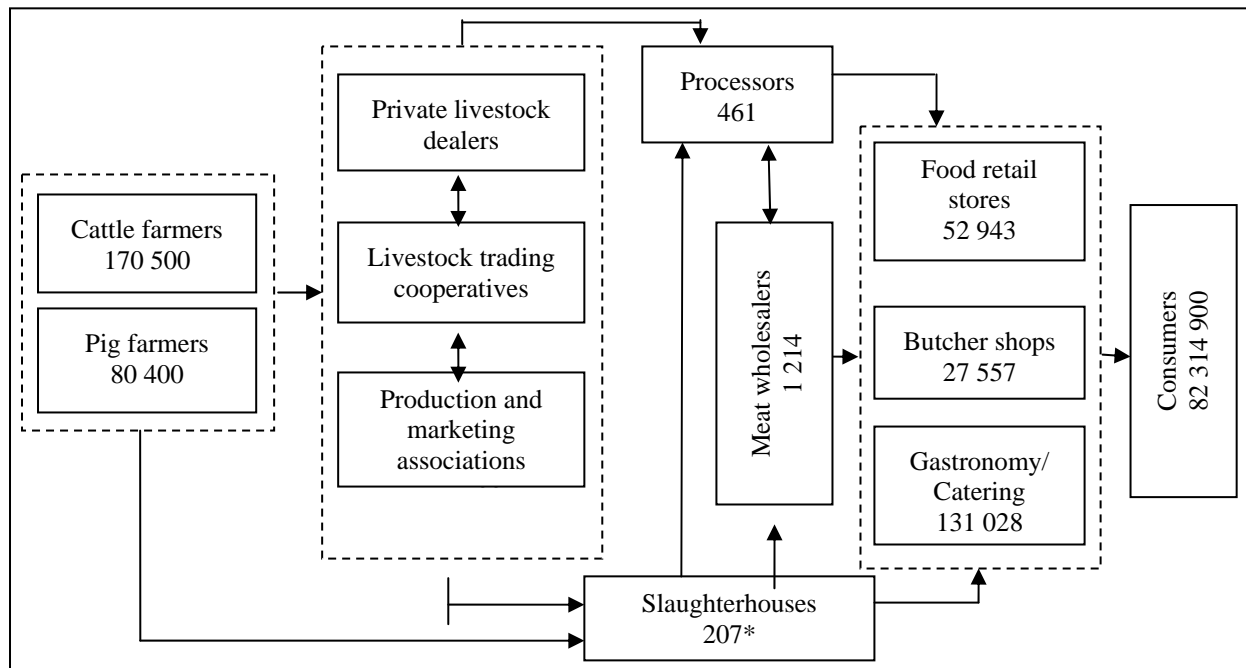 Cattle farmers
170 500
Pig farmers
80 400
Private livestock
dealers
Livestock trading
cooperatives
Production and
marketing
associations
Processors
461
Meat wholesalers
1 214
Slaughterhouses
207*
Food retail
stores
52 943
Butcher shops
27 557
Gastronomy/
Catering
131 028
Consumers
82 314 900